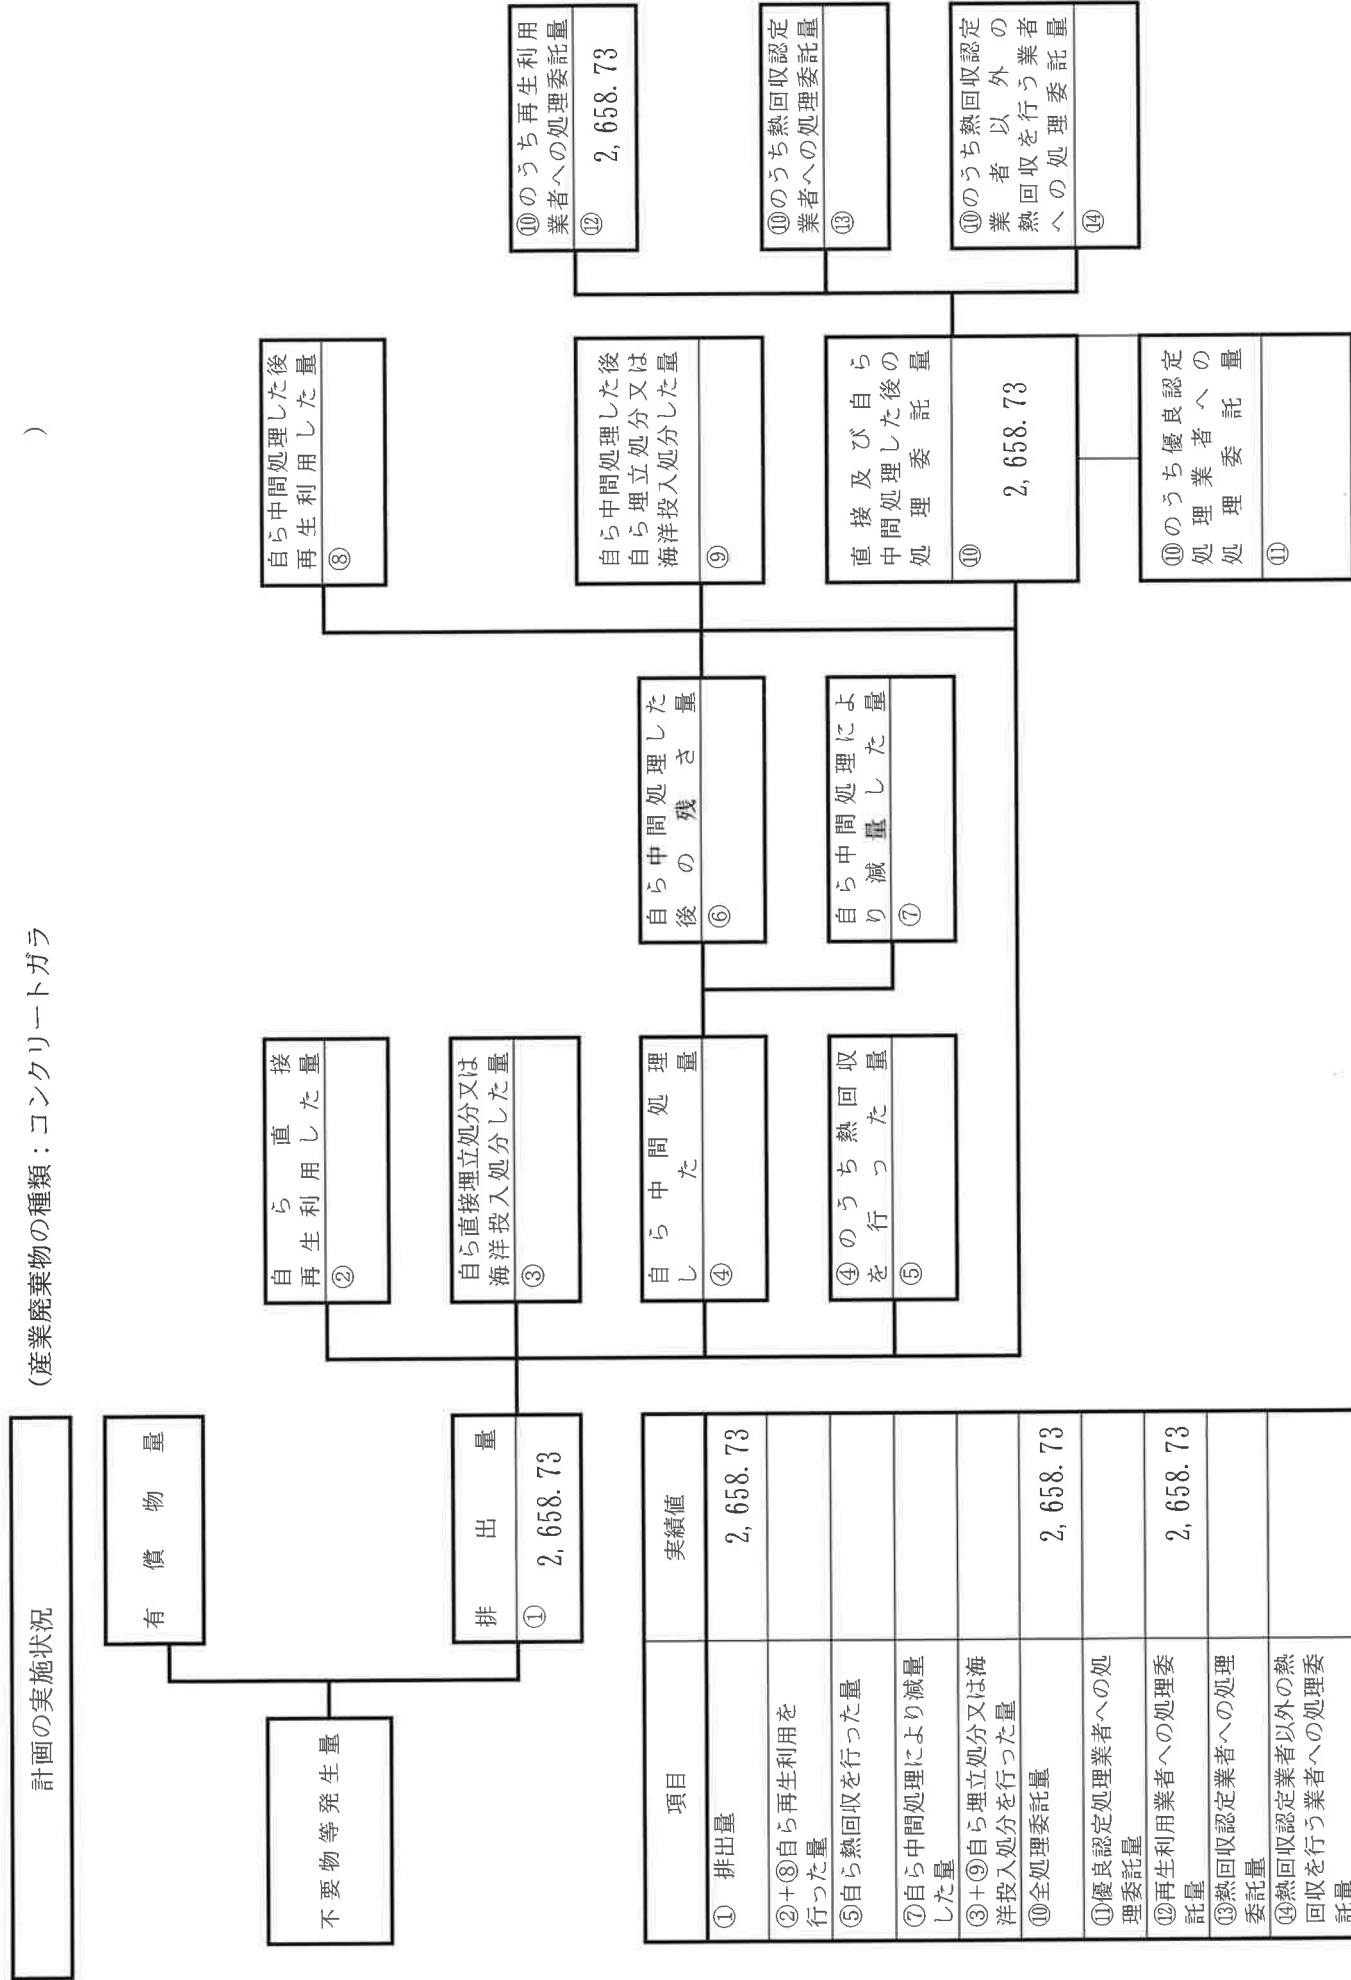 計画の実施状況
(産業廃棄物の種類：コンクリートガラ
)
有償物量
不要物等発生量
排出量
① 2,658.73
自ら直接
再生利用した量
②
自ら直接埋立処分又は
海洋投入処分した量
③
自ら中間処理
した量
④
④のうち熱回収
を行った量
⑤
自ら中間処理した
後の残さ量
⑥
自ら中間処理によ
り減量した量
⑦
自ら中間処理した後
再生利用した量
⑧
自ら中間処理した後
自ら埋立処分又は
海洋投入処分した量
⑨
直接及び自ら
中間処理した後の
処理委託量
⑩ 2,658.73
⑩のうち優良認定
処理業者への
処理委託量
⑪
⑩のうち再生利用
業者への処理委託量
⑫ 2,658.73
⑩のうち熱回収認定
業者への処理委託量
⑬
⑩のうち熱回収認定
業者以外の
熱回収を行う業者
への処理委託量
⑭
項目 実績値
① 排出量 2,658.73
②+⑧自ら再生利用を
行った量
⑤自ら熱回収を行った量
⑦自ら中間処理により減量
した量
③+⑨自ら埋立処分又は海
洋投入処分を行った量
⑩全処理委託量 2,658.73
⑪優良認定処理業者への処
理委託量
⑫再生利用業者への処理委
託量 2,658.73
⑬熱回収認定業者への処理
委託量
⑭熱回収認定業者以外の熱
回収を行う業者への処理委
託量